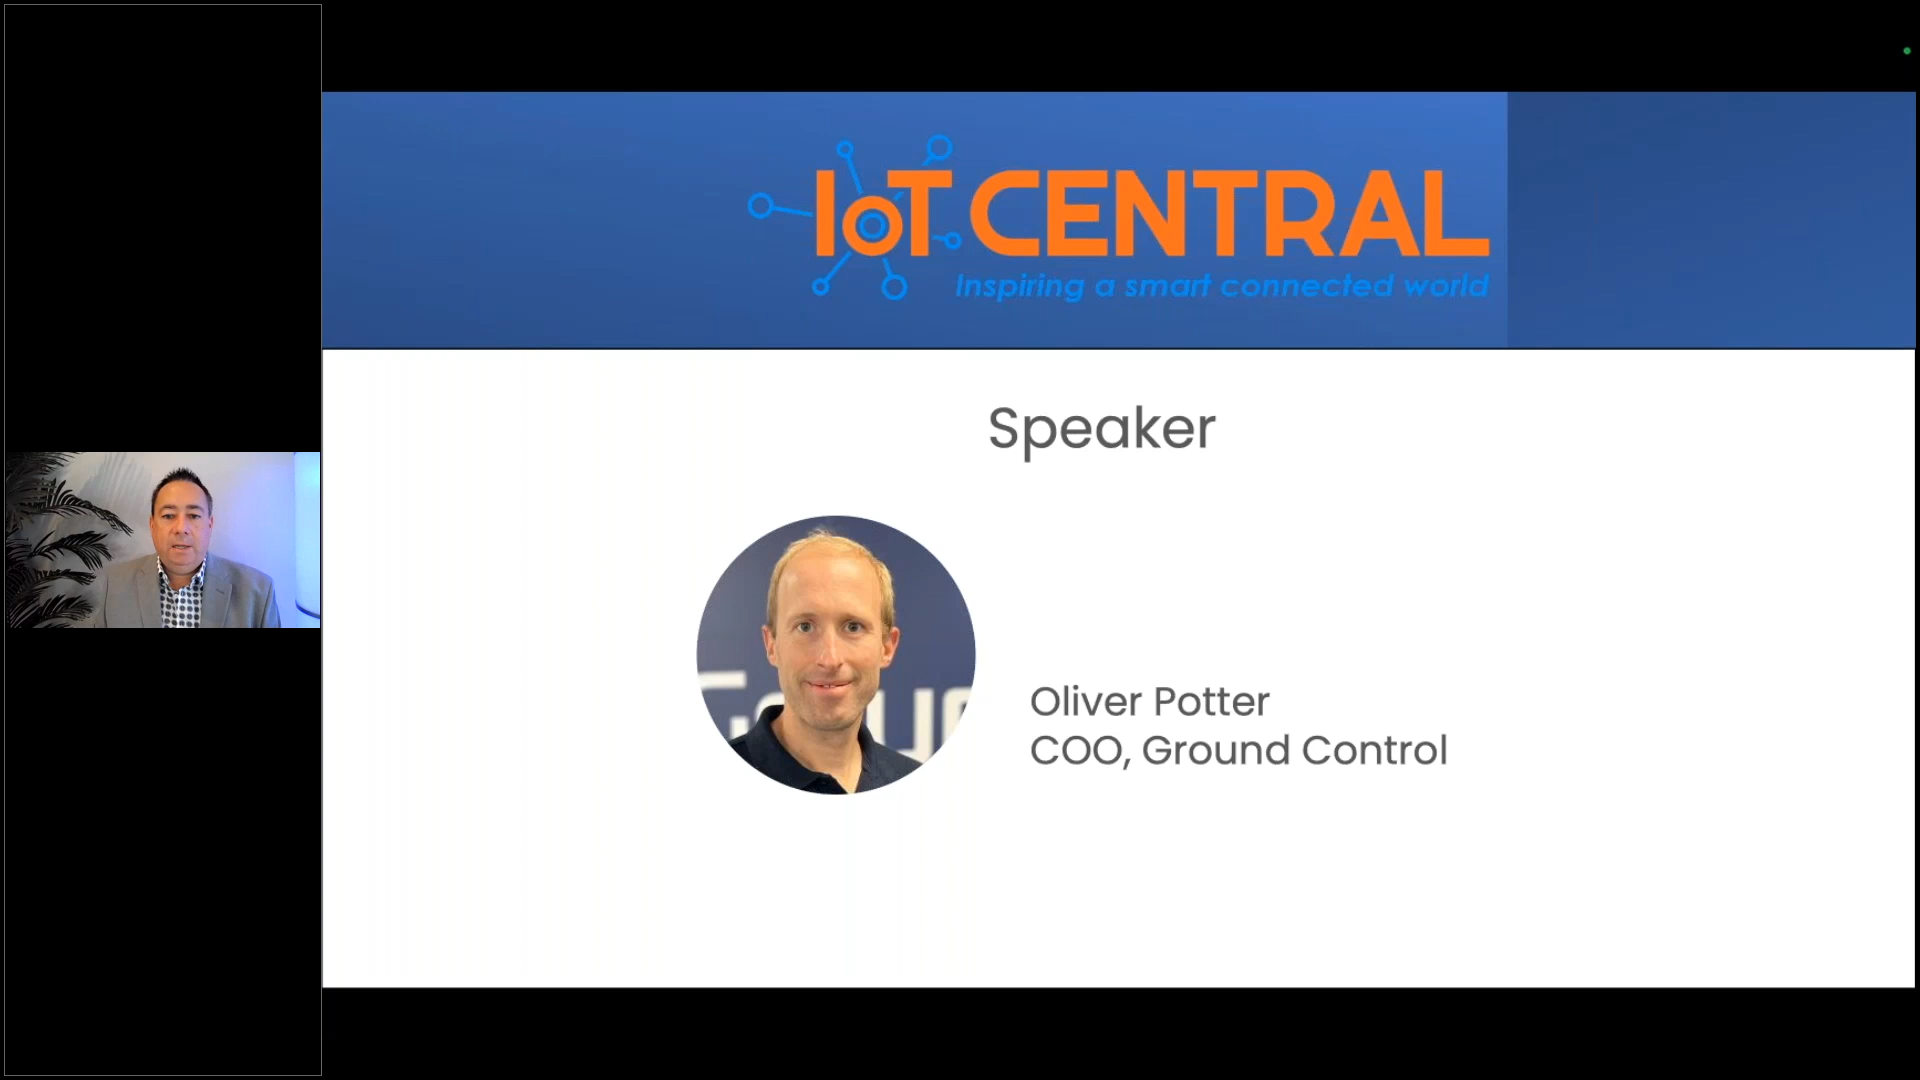 IoT CENTRAL
Inspiring a smart connected world
Speaker
Oliver Potter
COO, Ground Control